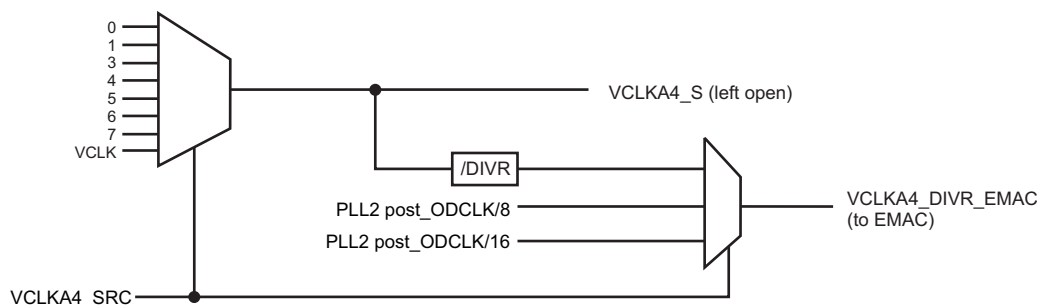 0
1
3
4
5
6
7
VCLK
VCLKA4_S (left open)
/DIVR
PLL2 post_ODCLK/8
PLL2 post_ODCLK/16
VCLKA4_DIVR_EMAC
(to EMAC)
VCLKA4_SRC